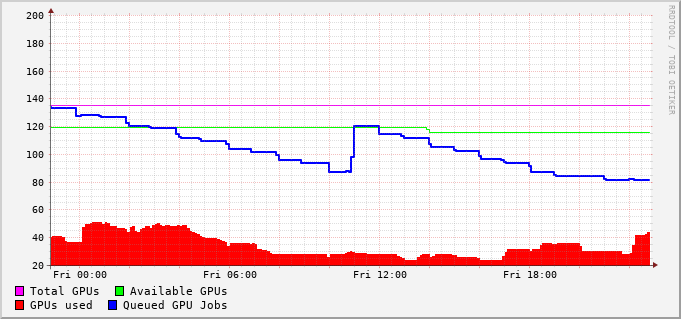 200
180
160
140
120
100
80
60
40
20
Fri 00:00 Fri 06:00 Fri 12:00 Fri 18:00
Total GPUs Available GPUs
GPUs used Queued GPU Jobs
RRDTOOL / TOBI OETIKER